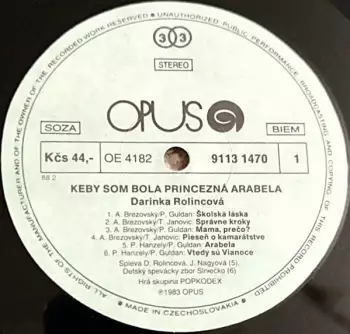 UNAUTHORIZED PUBLIC PERFORMANCE, BROADCASTING AND COPYING OF THIS RECORD PROHIBITED
ALL RIGHTS OF THE MANUFACTURER AND OF THE OWNER OF THE RECORDED WORK RESERVED
33
STEREO
OPUS
SOZA
BIEM
Kčs 44,-
OE 4182
9113 1470
1
88 2
KEBY SOM BOLA PRINCEZNÁ ARABELA
Darinka Rolincová
1. A. Brezovský/P. Guldan: Školská láska
2. A. Brezovský/T. Janovic: Správne kroky
3. A. Brezovský/P. Guldan: Mama, prečo?
4. A. Brezovský/T. Janovic: Pieseň o kamarátstve
5. P. Hanzely/P. Guldan: Arabela
6. P. Hanzely/P. Guldan: Vtedy sú Vianoce
Spieva D. Rolincová, J. Nagyová (5),
Detský spevácky zbor Slniečko (6)
Hrá skupina POPKODEX
℗1983 OPUS
MADE IN CZECHOSLOVAKIA